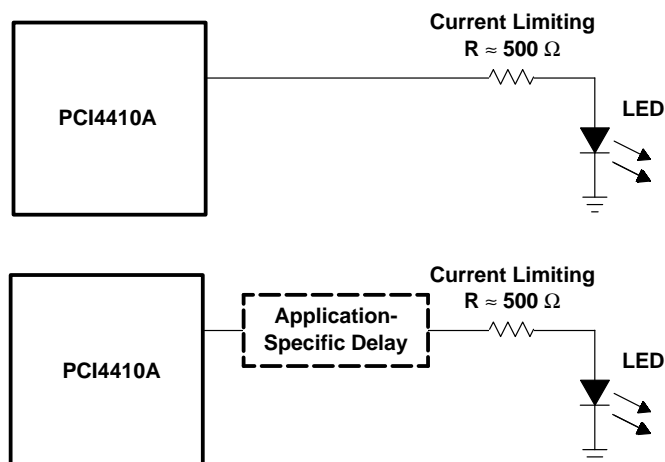 Current Limiting
R ≈ 500 Ω
PCI4410A
LED
Current Limiting
R ≈ 500 Ω
Application-
Specific Delay
PCI4410A
LED